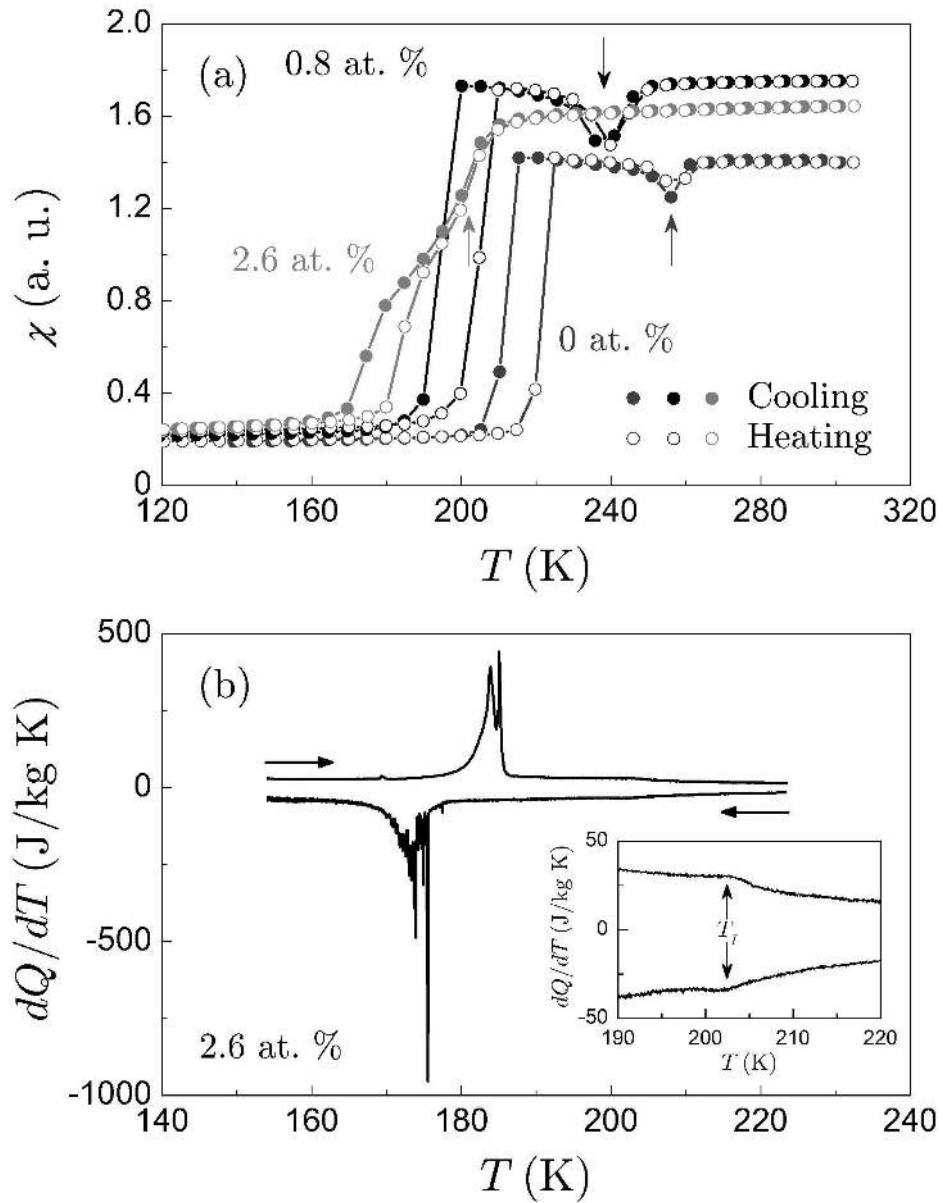 2.0
(a)
0.8 at. %
1.6
1.2
2.6 at. %
χ (a. u.)
0.8
0 at. %
0.4
Cooling
Heating
0
120 160 200 240 280 320
T (K)
500
(b)
0
dQ/dT (J/kg K)
-500
50
dQ/dT (J/kg K)
0
T_I
-50
190 200 210 220
T (K)
2.6 at. %
-1000
140 160 180 200 220 240
T (K)